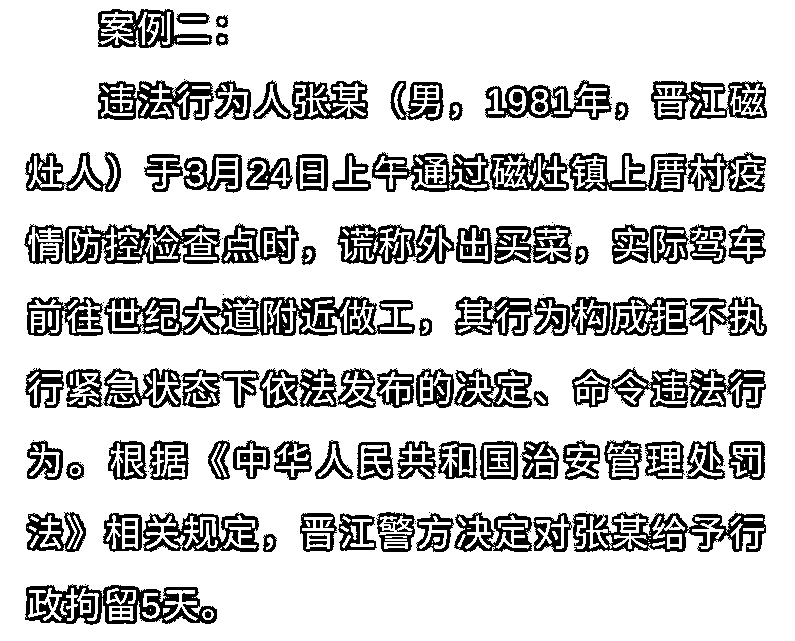 案例二：
违法行为人张某（男，1981年，晋江磁
灶人）于3月24日上午通过磁灶镇上厝村疫
情防控检查点时，谎称外出买菜，实际驾车
前往世纪大道附近做工，其行为构成拒不执
行紧急状态下依法发布的决定、命令违法行
为。根据《中华人民共和国治安管理处罚
法》相关规定，晋江警方决定对张某给予行
政拘留5天。